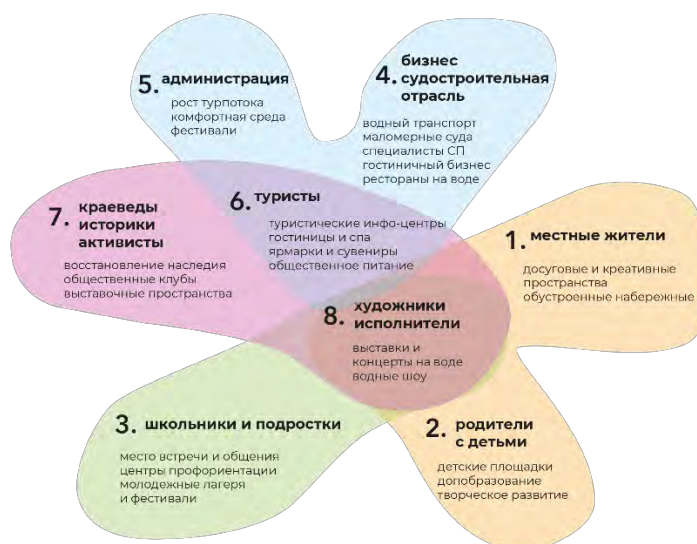 5. администрация
рост турпотока
комфортная среда
фестивали
4. бизнес
судостроительная
отрасль
водный транспорт
маломерные суда
специалисты СП
гостиничный бизнес
рестораны на воде
7. краеведы
историки
активисты
восстановление наследия
общественные клубы
выставочные пространства
6. туристы
туристические инфо-центры
гостиницы и спа
ярмарки и сувениры
общественное питание
1. местные жители
досуговые и креативные
пространства
обустроенные набережные
8. художники
исполнители
выставки и
концерты на воде
водные шоу
3. школьники и подростки
место встречи и общения
центры профориентации
молодежные лагеря
и фестивали
2. родители
с детьми
детские площадки
допобразование
творческое развитие